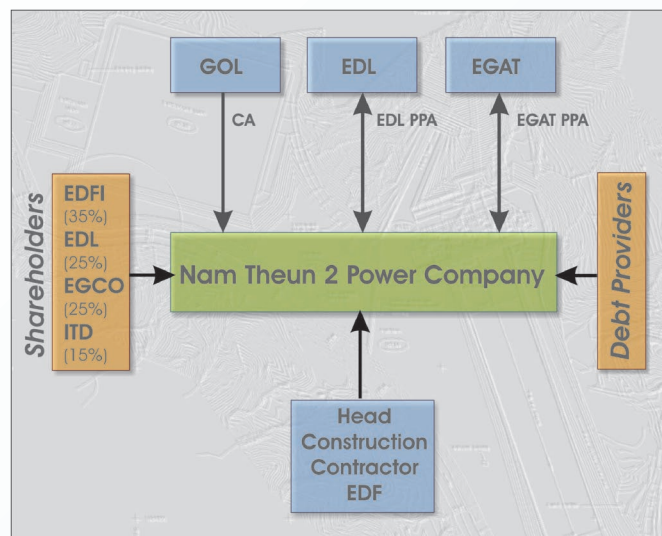 GOL
EDL
EGAT
CA
EDL PPA
EGAT PPA
Shareholders
EDFI
(35%)
EDL
(25%)
EGCO
(25%)
ITD
(15%)
Nam Theun 2 Power Company
Debt Providers
Head
Construction
Contractor
EDF